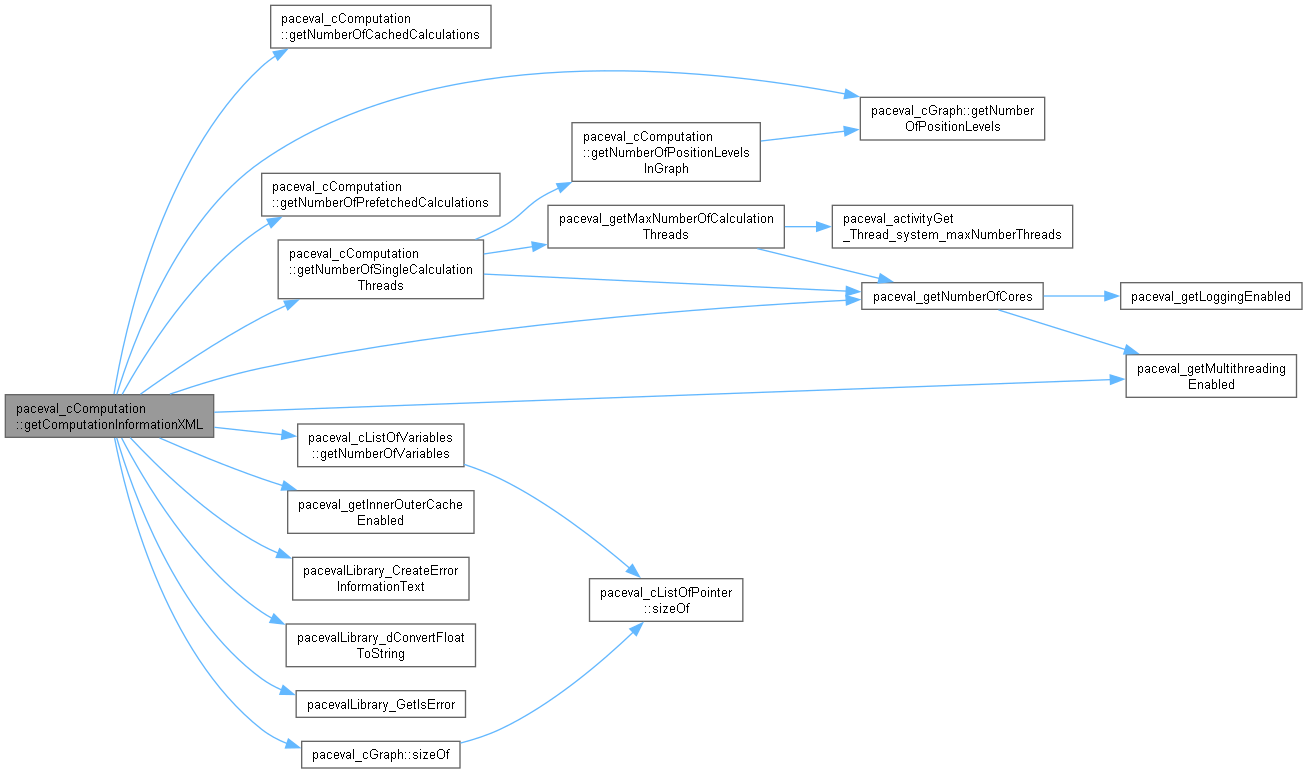 paceval_cComputation
::getNumberOfCachedCalculations
paceval_cGraph::getNumber
OfPositionLevels
paceval_cComputation
::getNumberOfPositionLevels
InGraph
paceval_cComputation
::getNumberOfPrefetchedCalculations
paceval_getMaxNumberOfCalculation
Threads
paceval_activityGet
_Thread_system_maxNumberThreads
paceval_cComputation
::getNumberOfSingleCalculation
Threads
paceval_getNumberOfCores
paceval_getLoggingEnabled
paceval_getMultithreading
Enabled
paceval_cComputation
::getComputationInformationXML
paceval_cListOfVariables
::getNumberOfVariables
paceval_getInnerOuterCache
Enabled
pacevalLibrary_CreateError
InformationText
paceval_cListOfPointer
::sizeOf
pacevalLibrary_dConvertFloat
ToString
pacevalLibrary_GetIsError
paceval_cGraph::sizeOf